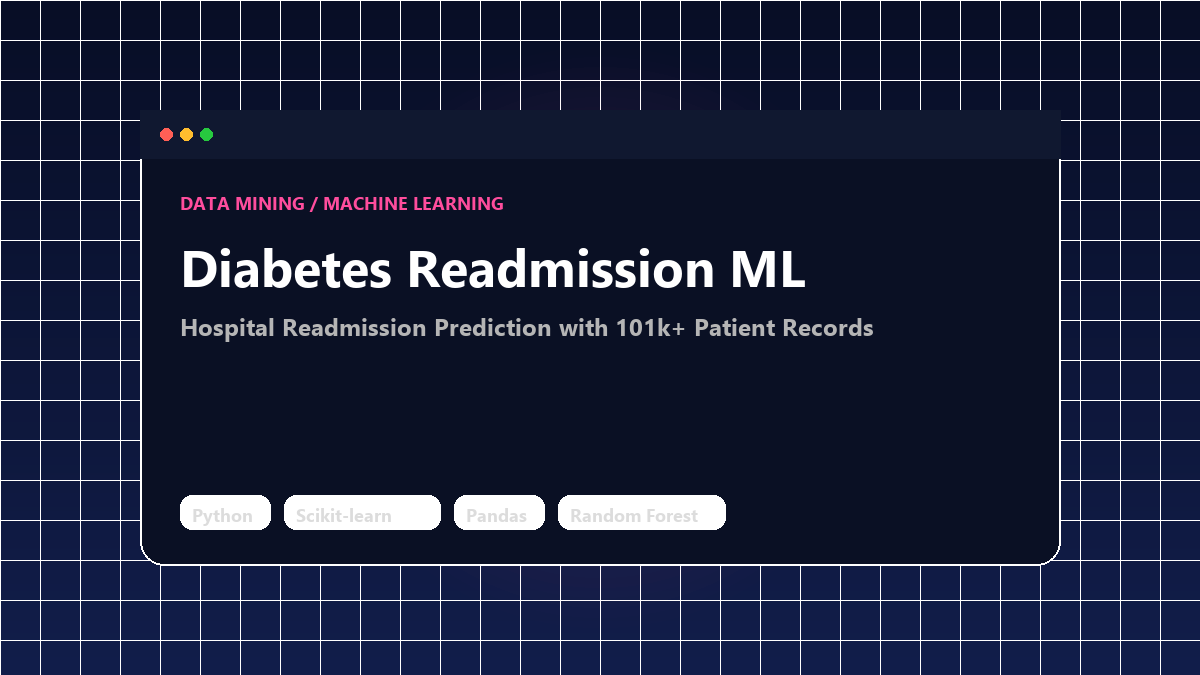 DATA MINING / MACHINE LEARNING
Diabetes Readmission ML
Hospital Readmission Prediction with 101k+ Patient Records
Python Scikit-learn Pandas Random Forest